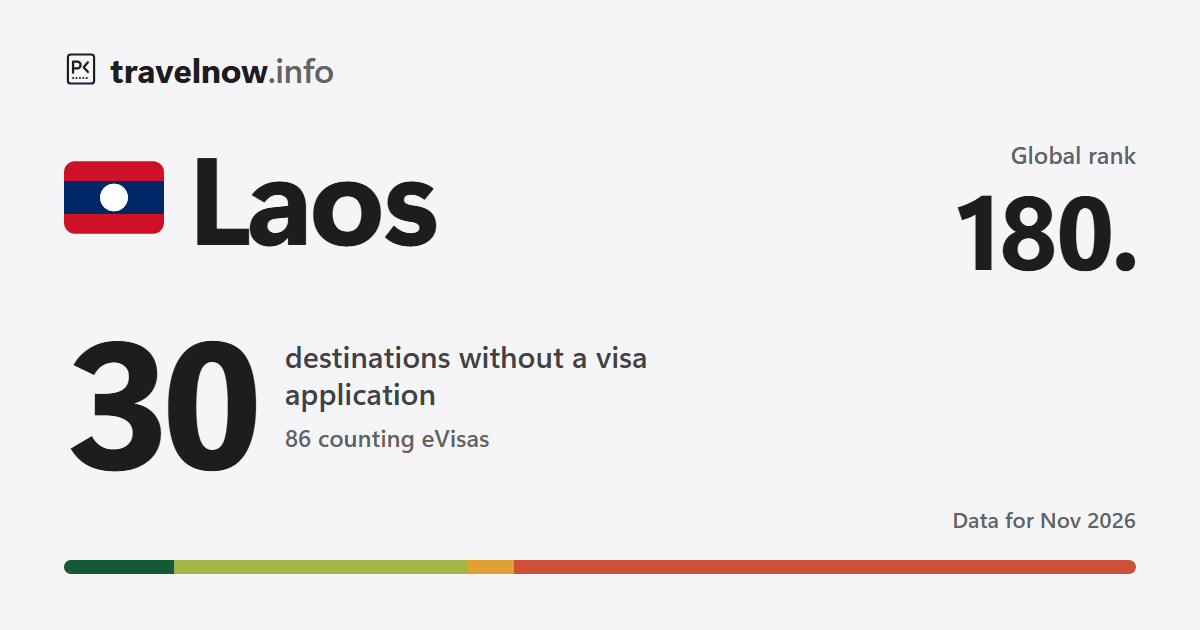 travelnow.info
Laos
Global rank
180.
30
destinations without a visa
application
86 counting eVisas
Data for Nov 2026